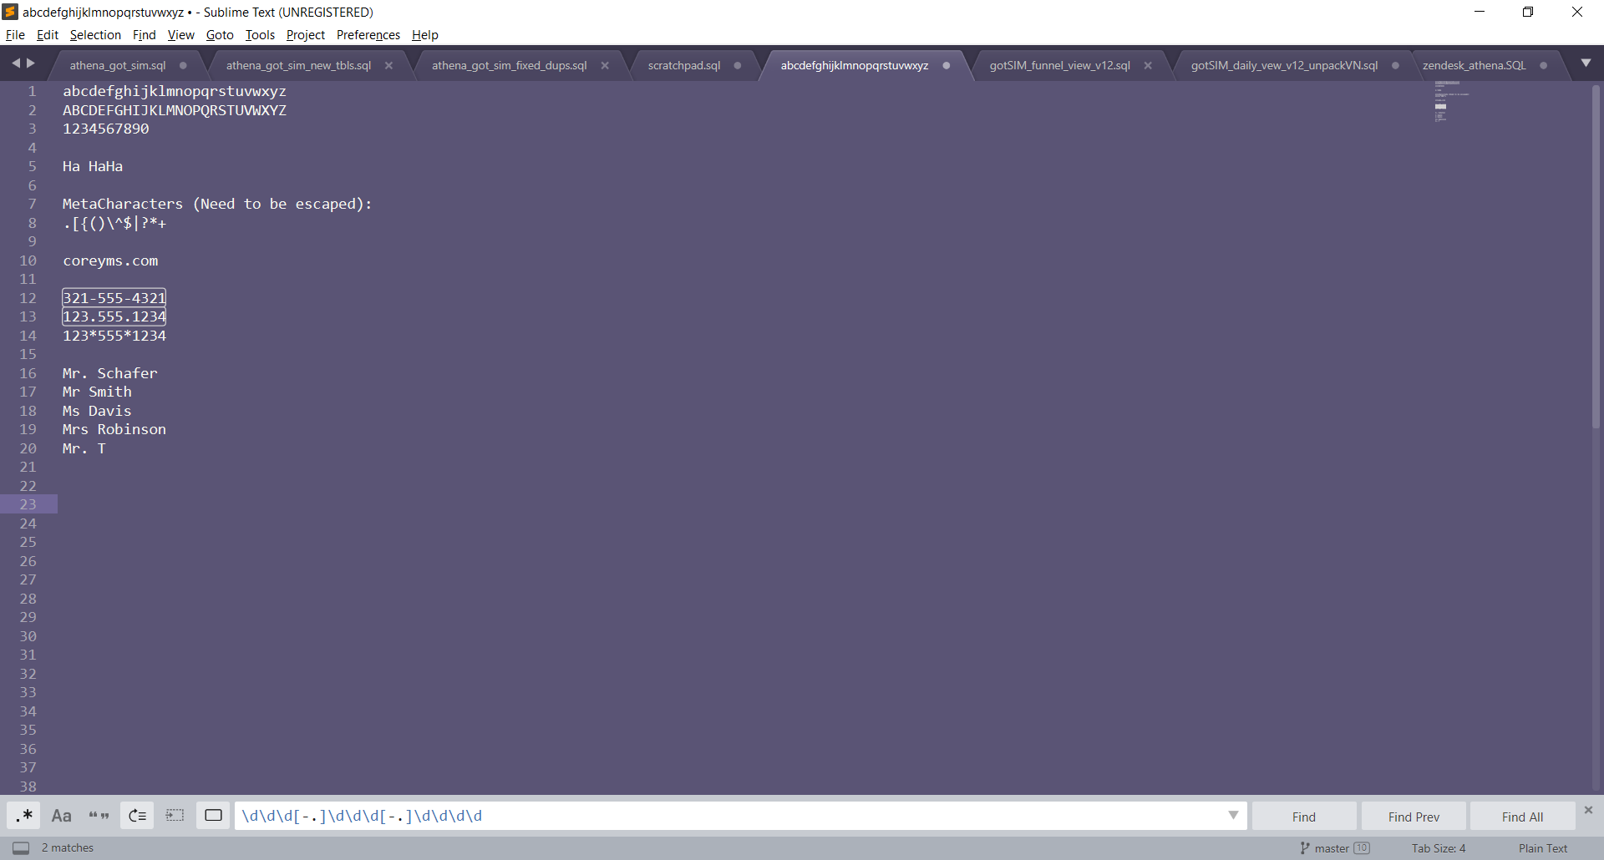 abcdefghijklmnopqrstuvwxyz • - Sublime Text (UNREGISTERED)
File Edit Selection Find View Goto Tools Project Preferences Help
athena_got_sim.sql athena_got_sim_new_tbls.sql athena_got_sim_fixed_dups.sql scratchpad.sql abcdefghijklmnopqrstuvwxyz gotSIM_funnel_view_v12.sql gotSIM_daily_vew_v12_unpackVN.sql zendesk_athena.SQL
1 abcdefghijklmnopqrstuvwxyz
2 ABCDEFGHIJKLMNOPQRSTUVWXYZ
3 1234567890
4
5 Ha HaHa
6
7 MetaCharacters (Need to be escaped):
8 .[{()\^$|?*+
9
10 coreyms.com
11
12 321-555-4321
13 123.555.1234
14 123*555*1234
15
16 Mr. Schafer
17 Mr Smith
18 Ms Davis
19 Mrs Robinson
20 Mr. T
21
22
23
24
25
26
27
28
29
30
31
32
33
34
35
36
37
38
.* Aa “” \d\d\d[-.]\d\d\d[-.]\d\d\d\d Find Find Prev Find All
2 matches master 10 Tab Size: 4 Plain Text